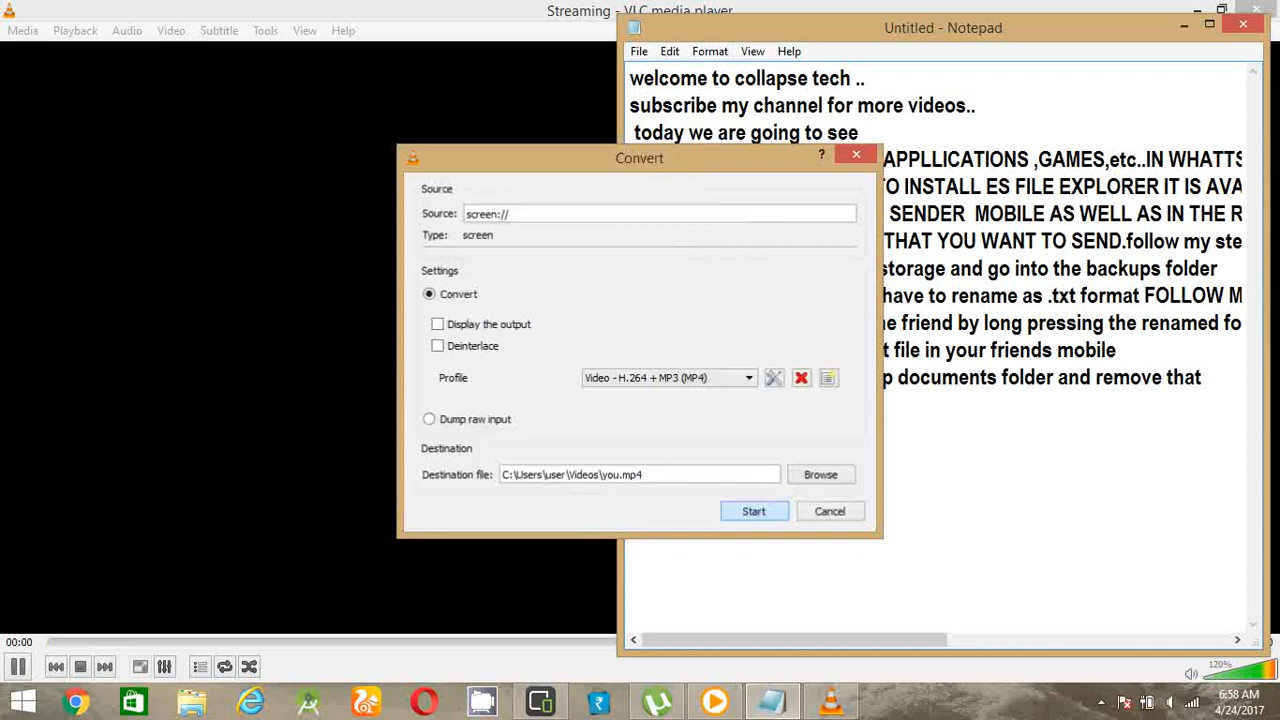 Streaming - VLC media player
Media Playback Audio Video Subtitle Tools View Help
Untitled - Notepad
File Edit Format View Help
welcome to collapse tech ..
subscribe my channel for more videos..
today we are going to see
APPLLICATIONS ,GAMES,etc..IN WHATTS
TO INSTALL ES FILE EXPLORER IT IS AVA
SENDER MOBILE AS WELL AS IN THE R
THAT YOU WANT TO SEND.follow my ste
storage and go into the backups folder
have to rename as .txt format FOLLOW M
e friend by long pressing the renamed fo
t file in your friends mobile
p documents folder and remove that
Convert
?
Source
Source: screen://
Type: screen
Settings
Convert
Display the output
Deinterlace
Profile Video - H.264 + MP3 (MP4)
Dump raw input
Destination
Destination file: C:\Users\user\Videos\you.mp4 Browse
Start Cancel
00:00
120%
6:58 AM
4/24/2017